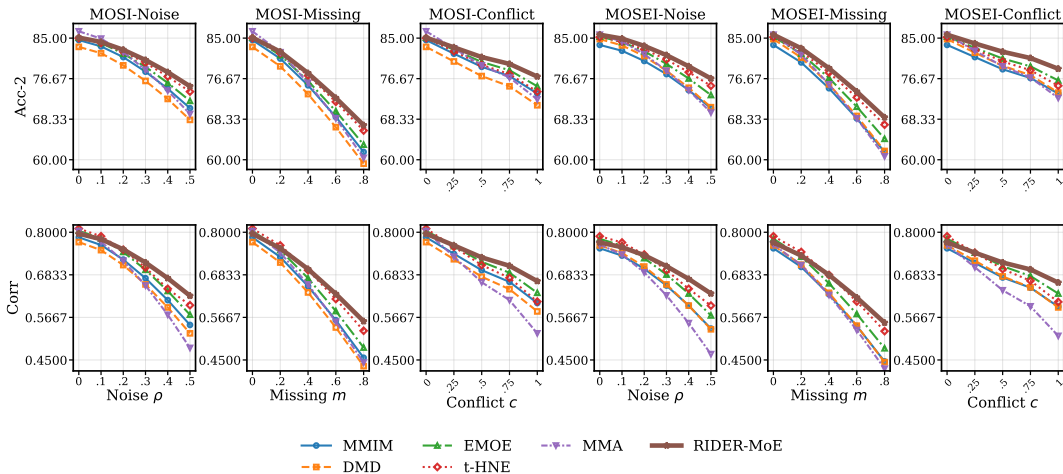 MOSI-Noise MOSI-Missing MOSI-Conflict MOSEI-Noise MOSEI-Missing MOSEI-Conflict
Acc-2
85.00 85.00 85.00 85.00 85.00 85.00
76.67 76.67 76.67 76.67 76.67 76.67
68.33 68.33 68.33 68.33 68.33 68.33
60.00 60.00 60.00 60.00 60.00 60.00
0 .1 .2 .3 .4 .5 0 .2 .4 .6 .8 0 .25 .5 .75 1 0 .1 .2 .3 .4 .5 0 .2 .4 .6 .8 0 .25 .5 .75 1
Corr
0.8000 0.8000 0.8000 0.8000 0.8000 0.8000
0.6833 0.6833 0.6833 0.6833 0.6833 0.6833
0.5667 0.5667 0.5667 0.5667 0.5667 0.5667
0.4500 0.4500 0.4500 0.4500 0.4500 0.4500
0 .1 .2 .3 .4 .5 0 .2 .4 .6 .8 0 .25 .5 .75 1 0 .1 .2 .3 .4 .5 0 .2 .4 .6 .8 0 .25 .5 .75 1
Noise ρ Missing m Conflict c Noise ρ Missing m Conflict c
MMIM EMOE MMA RIDER-MoE
DMD t-HNE